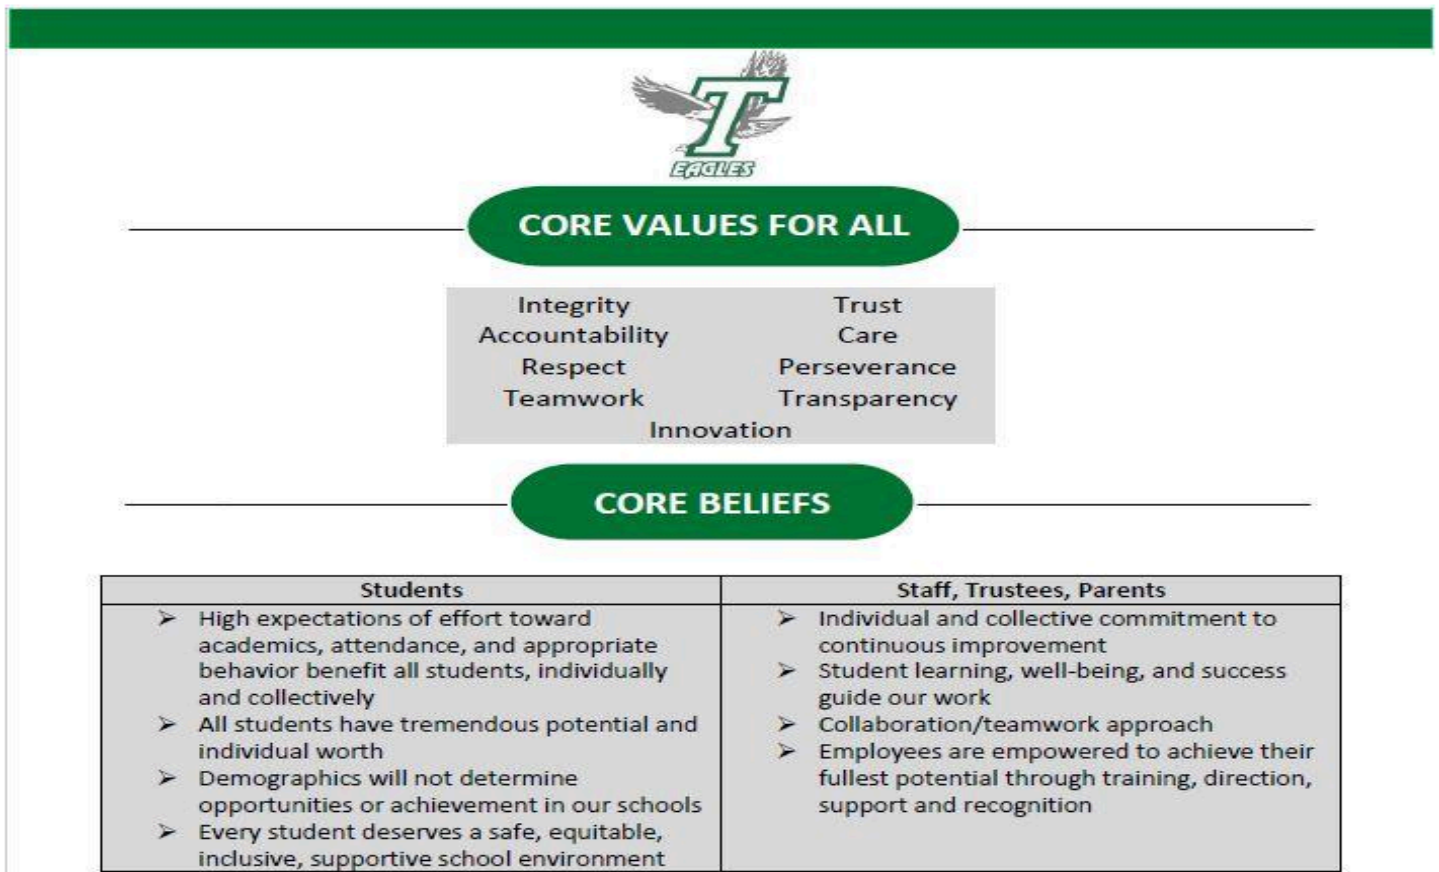 T
EAGLES
CORE VALUES FOR ALL
Integrity Trust
Accountability Care
Respect Perseverance
Teamwork Transparency
Innovation
CORE BELIEFS
Students
➢ High expectations of effort toward
academics, attendance, and appropriate
behavior benefit all students, individually
and collectively
➢ All students have tremendous potential and
individual worth
➢ Demographics will not determine
opportunities or achievement in our schools
➢ Every student deserves a safe, equitable,
inclusive, supportive school environment
Staff, Trustees, Parents
➢ Individual and collective commitment to
continuous improvement
➢ Student learning, well-being, and success
guide our work
➢ Collaboration/teamwork approach
➢ Employees are empowered to achieve their
fullest potential through training, direction,
support and recognition